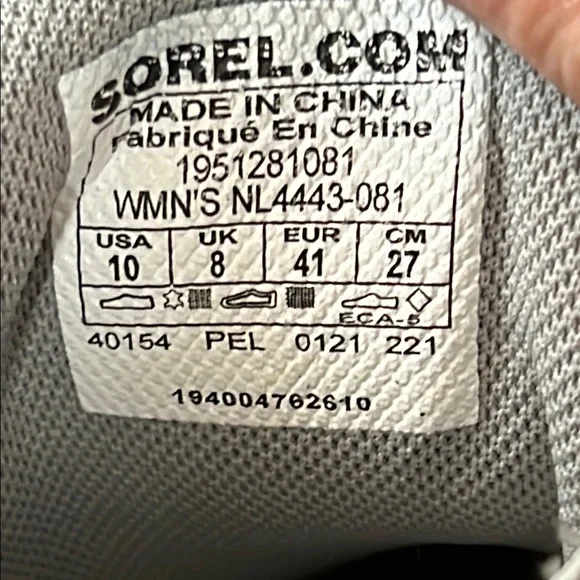 SOREL.COM
MADE IN CHINA
Fabriqué En Chine
1951281081
WMN'S NL4443-081
USA UK EUR CM
10 8 41 27
ECA-5
40154 PEL 0121 221
194004762610